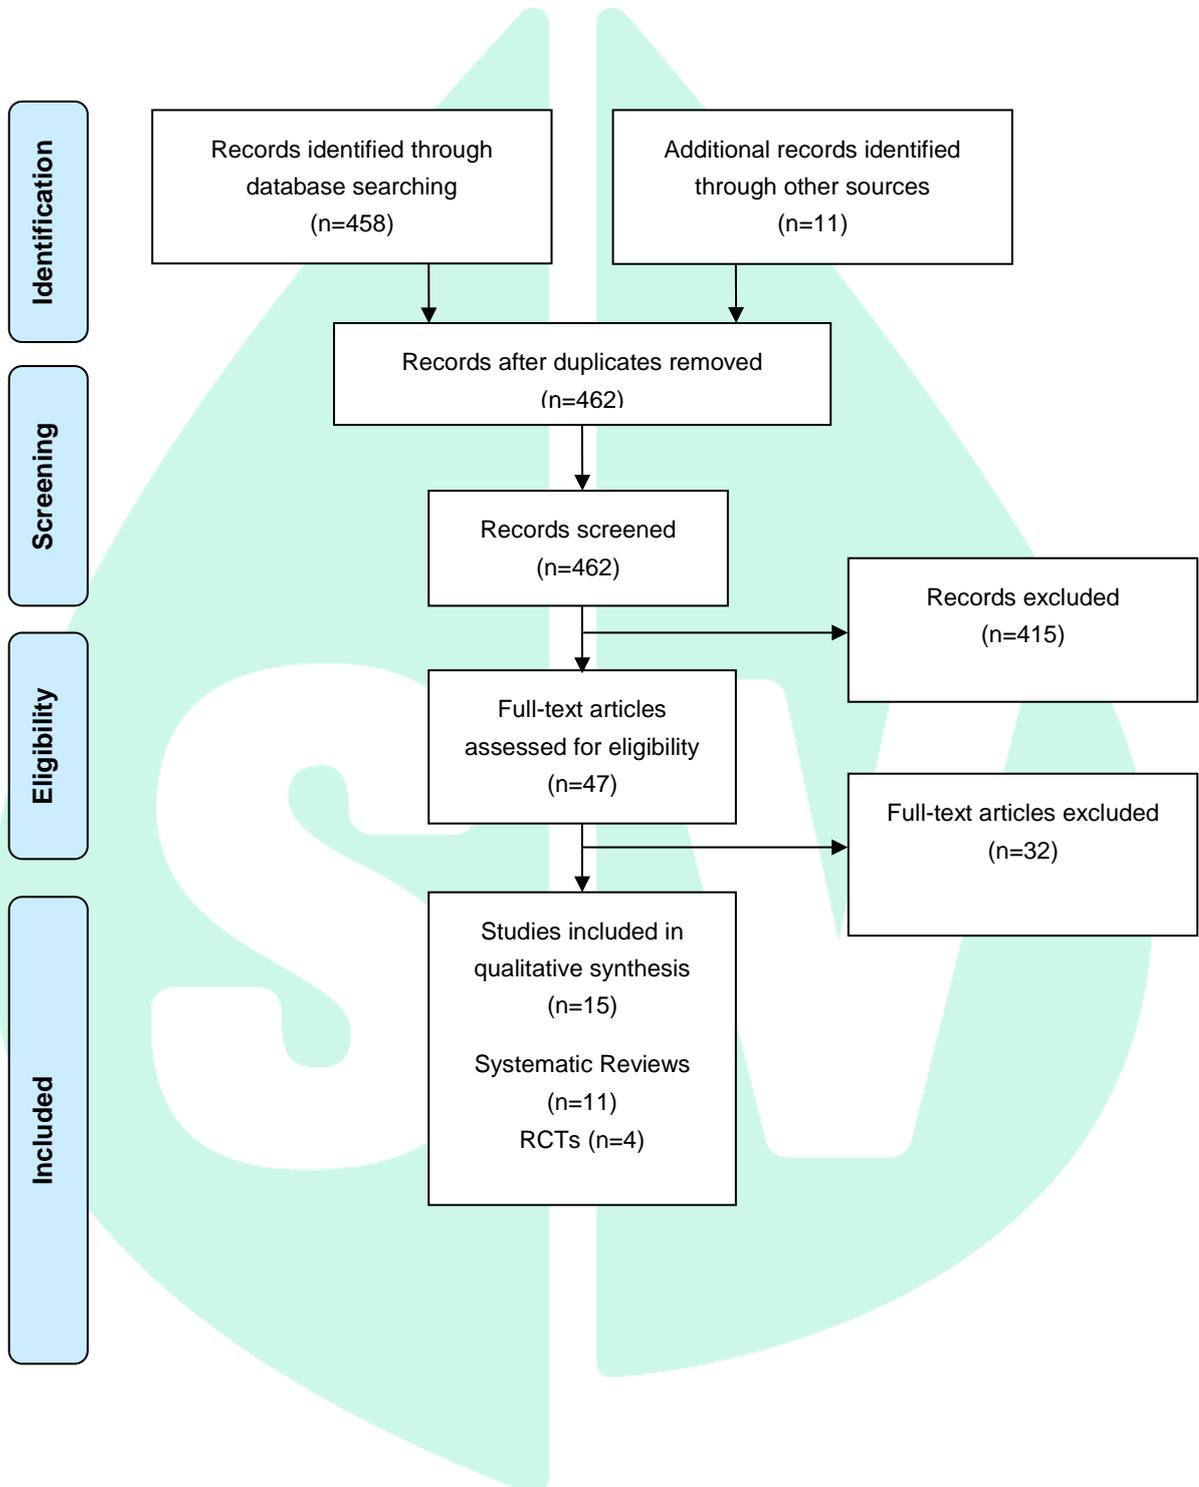 Identification
Records identified through
database searching
(n=458)
Additional records identified
through other sources
(n=11)
Records after duplicates removed
(n=462)
Screening
Records screened
(n=462)
Records excluded
(n=415)
Eligibility
Full-text articles
assessed for eligibility
(n=47)
Full-text articles excluded
(n=32)
Included
Studies included in
qualitative synthesis
(n=15)
Systematic Reviews
(n=11)
RCTs (n=4)
SW